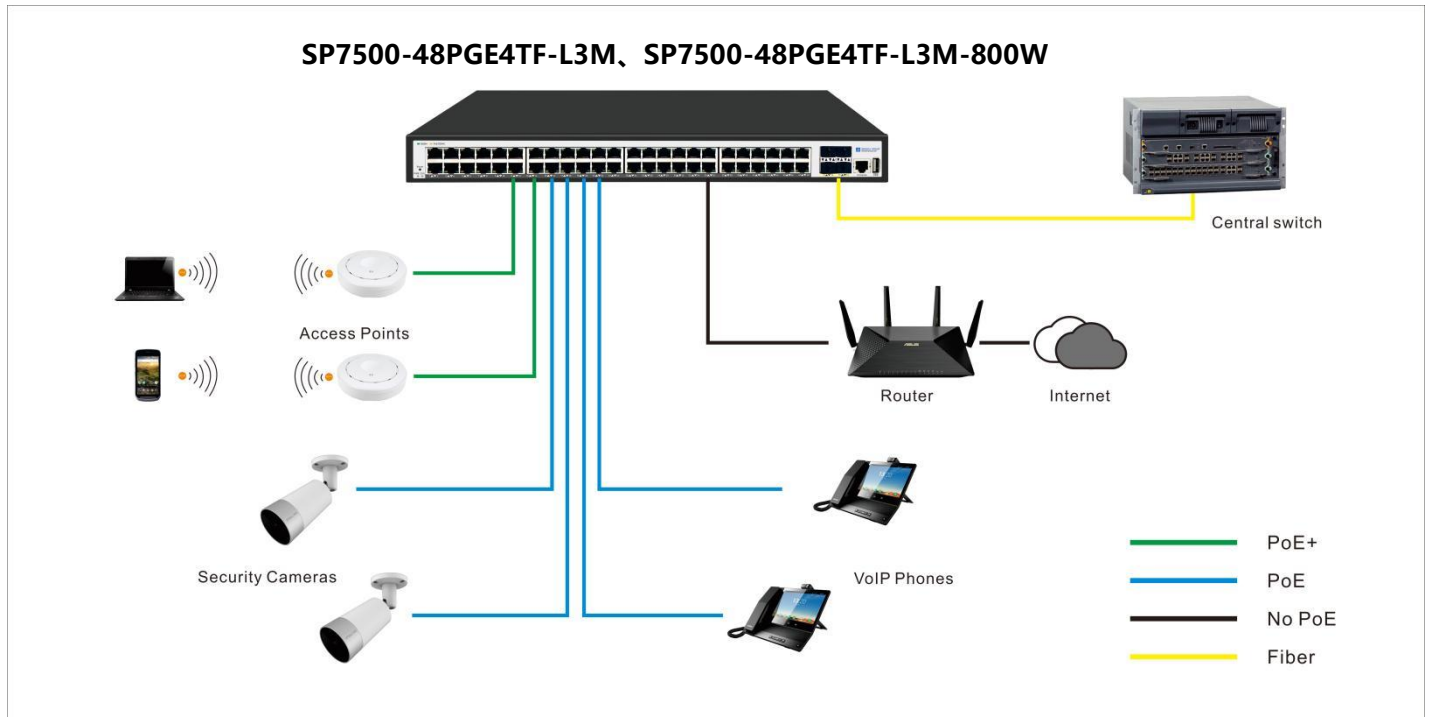 SP7500-48PGE4TF-L3M、SP7500-48PGE4TF-L3M-800W
Central switch
Access Points
Router
Internet
Security Cameras
VoIP Phones
PoE+
PoE
No PoE
Fiber